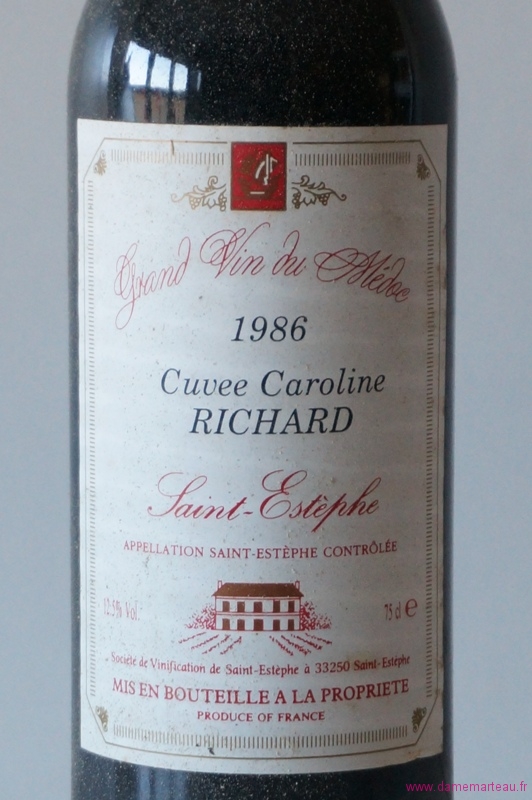 Grand Vin du Médoc
1986
Cuvee Caroline
RICHARD
Saint-Estèphe
APPELLATION SAINT-ESTÈPHE CONTRÔLÉE
12.5% Vol.
75 cl e
Société de Vinification de Saint-Estèphe à 33250 Saint-Estèphe
MIS EN BOUTEILLE A LA PROPRIETE
PRODUCE OF FRANCE
www.damemarteau.fr